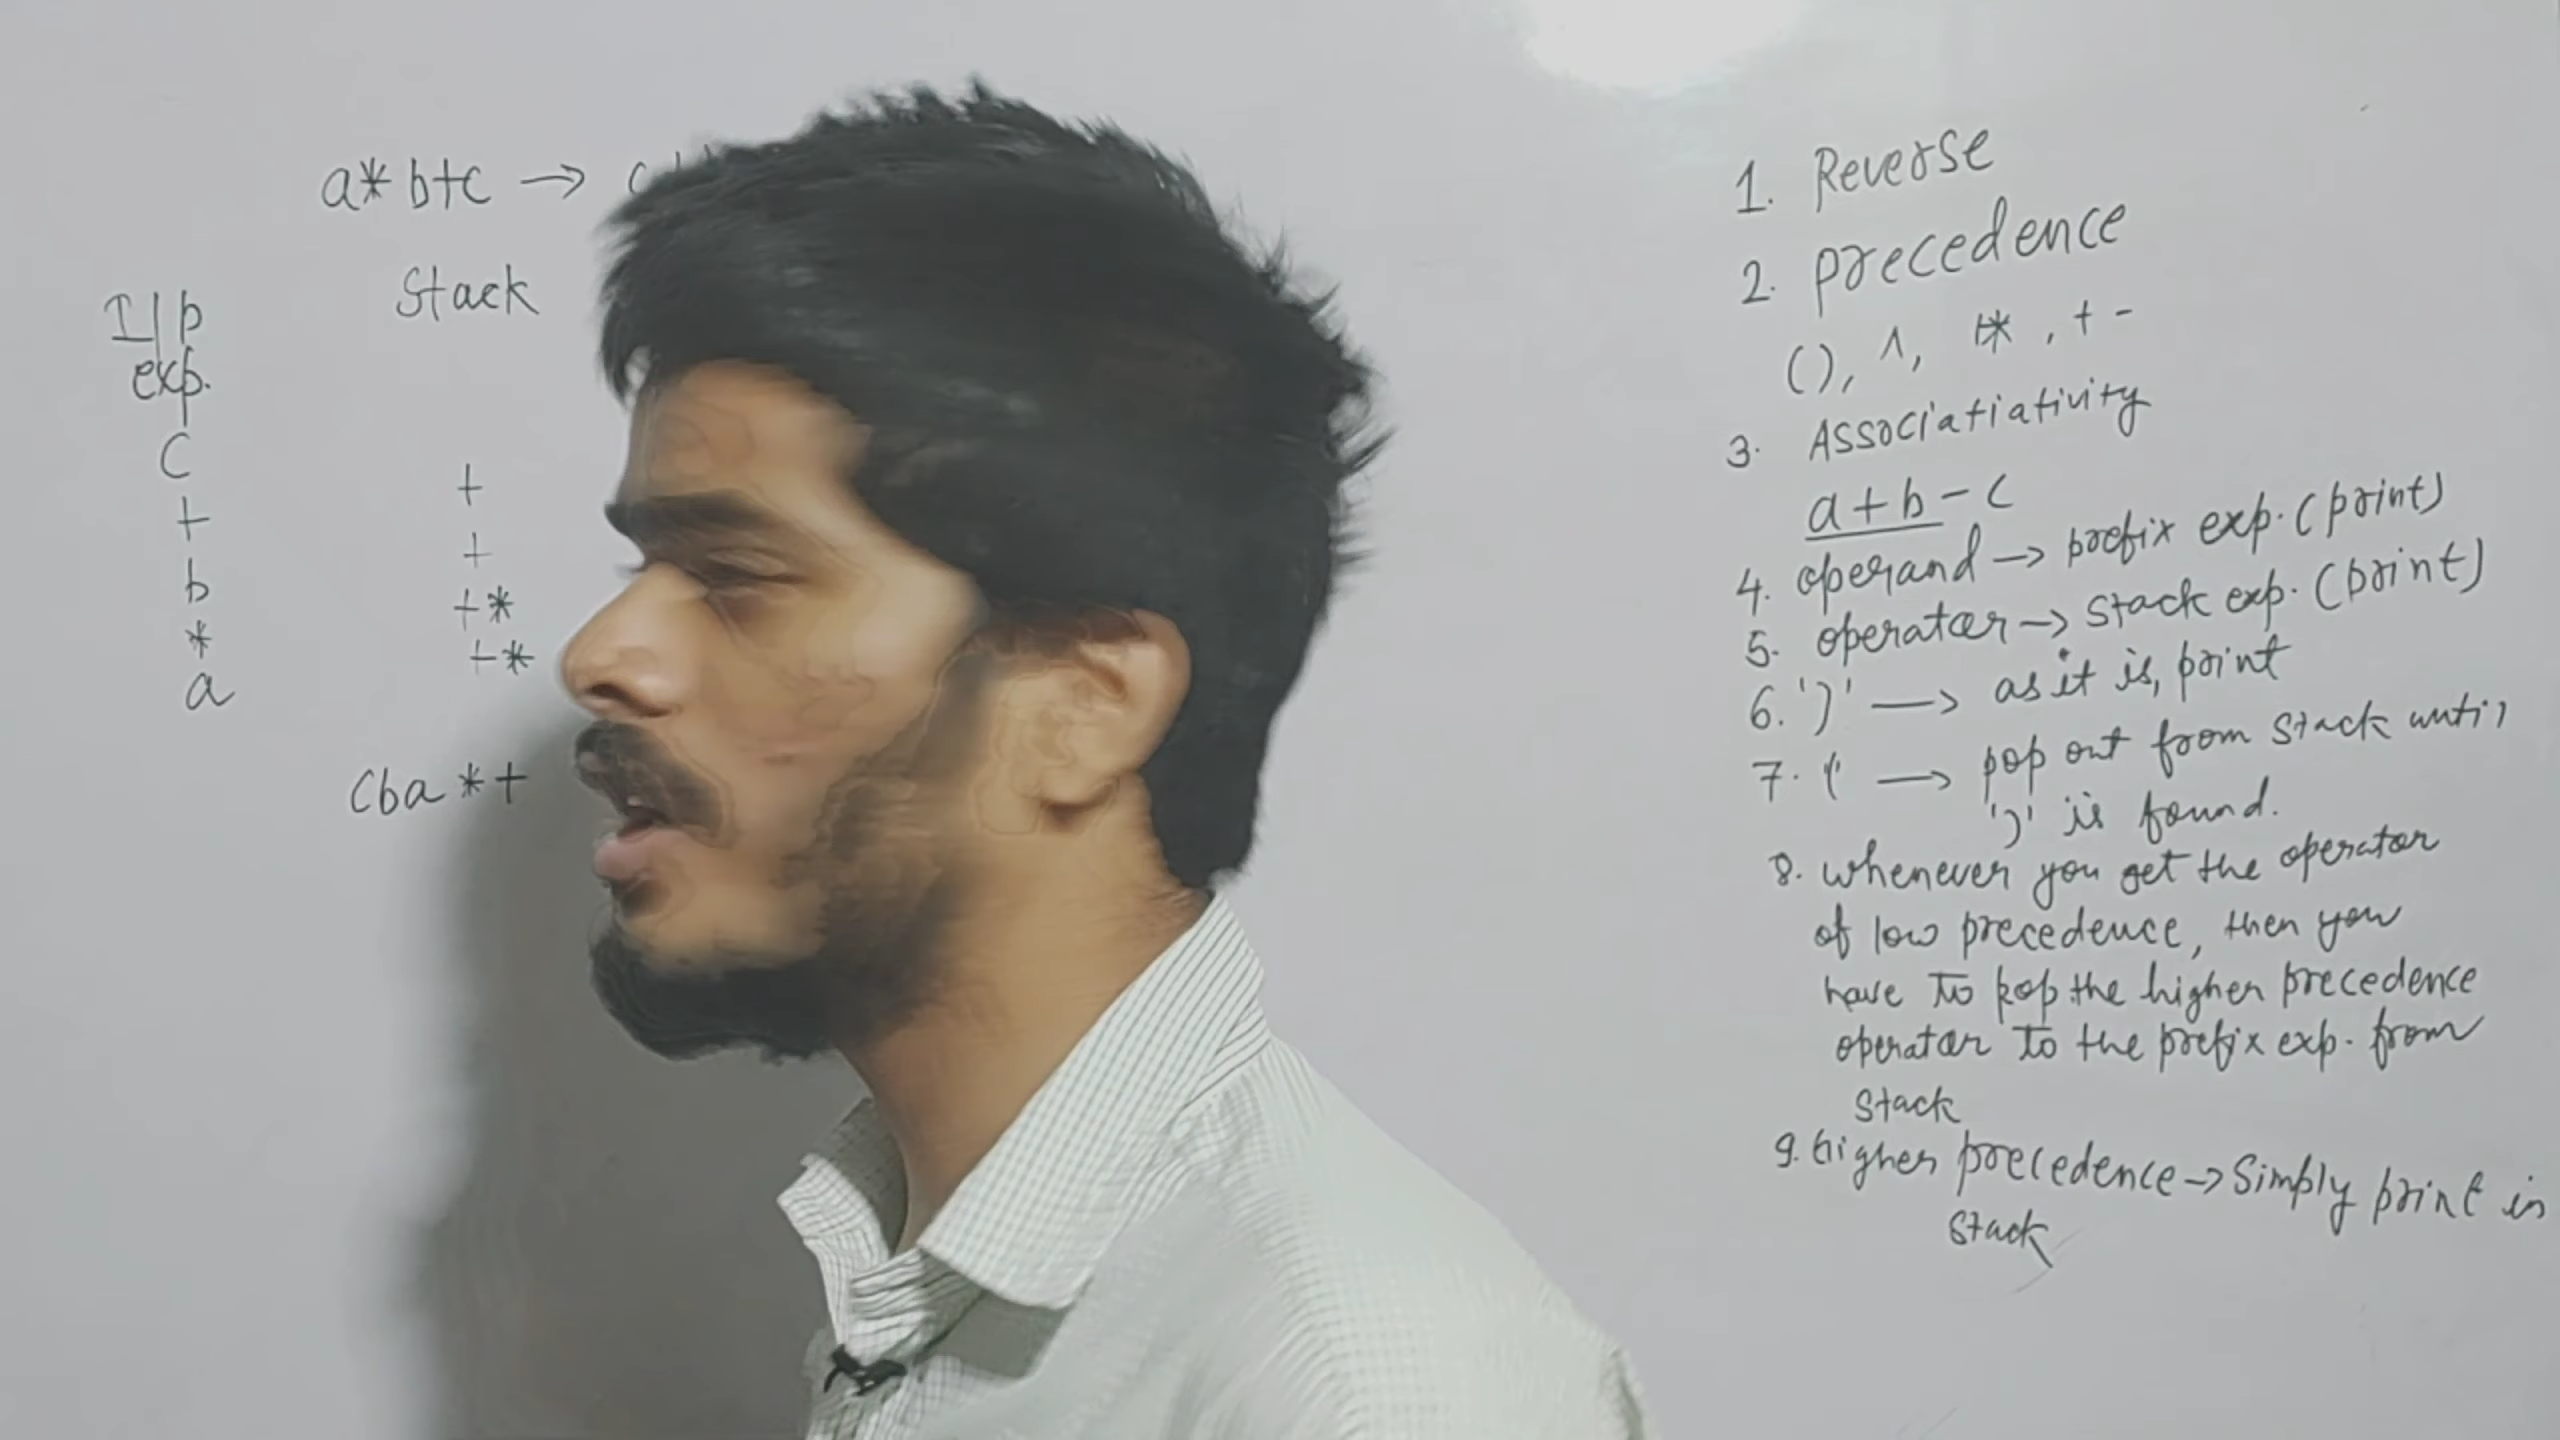 a*b+c → c
Stack
I/p
exp.
C
+
b
*
a
+
+
+*
+*
Cba*+
1. Reverse
2. precedence
(), ^, /*, + -
3. Associatiativity
a+b-c
4. operand → prefix exp. (print)
5. operator → stack exp. (print)
6. ')' → as it is, print
7. '(' → pop out from stack until
')' is found.
8. whenever you get the operator
of low precedence, then you
have to pop the higher precedence
operator to the prefix exp. from
stack
9. higher precedence → Simply print in
stack